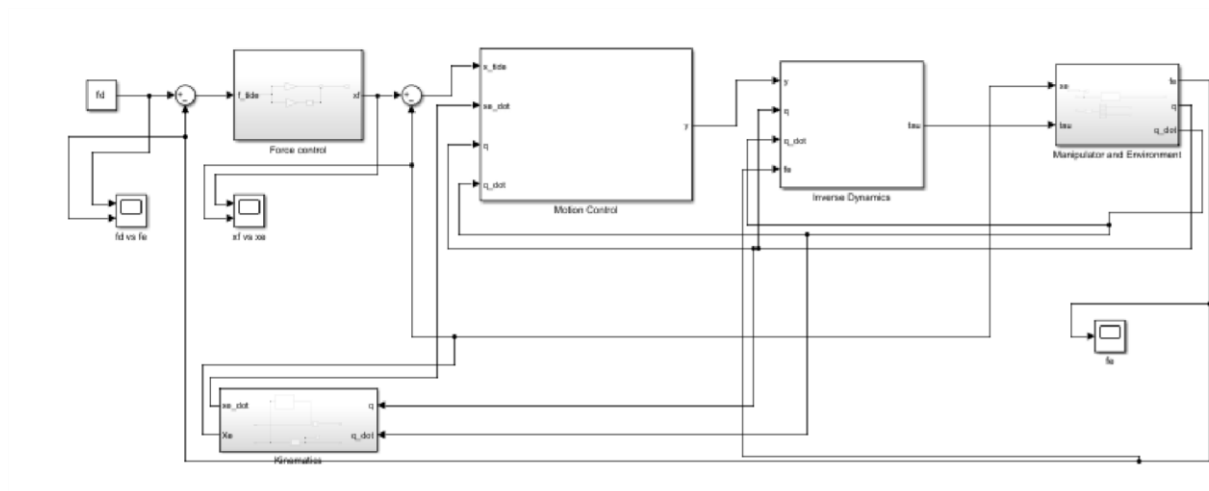 fd
f_tilde
xf
Force control
x_tilde
xe_dot
q
q_dot
y
Motion Control
y
q
q_dot
fe
tau
Inverse Dynamics
xe
tau
fe
q
q_dot
Manipulator and Environment
fd vs fe
xf vs xe
fe
xe_dot
Xe
q
q_dot
Kinematics